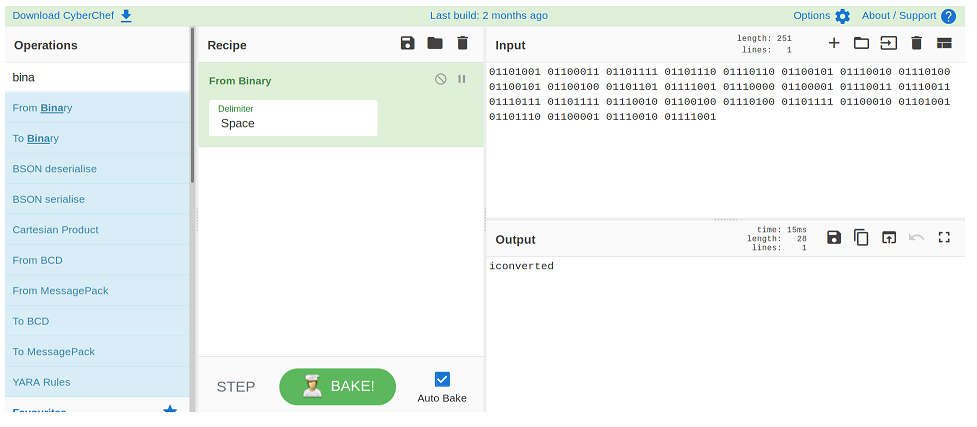 Download CyberChef
Last build: 2 months ago
Options
About / Support
Operations
bina
From Binary
To Binary
BSON deserialise
BSON serialise
Cartesian Product
From BCD
From MessagePack
To BCD
To MessagePack
YARA Rules
Favourites
Recipe
From Binary
Delimiter
Space
STEP
BAKE!
Auto Bake
Input
length: 251
lines: 1
01101001 01100011 01101111 01101110 01110110 01100101 01110010 01110100
01100101 01100100 01101101 01111001 01110000 01100001 01110011 01110011
01110111 01101111 01110010 01100100 01110100 01101111 01100010 01101001
01101110 01100001 01110010 01111001
Output
time: 15ms
length: 28
lines: 1
iconverted